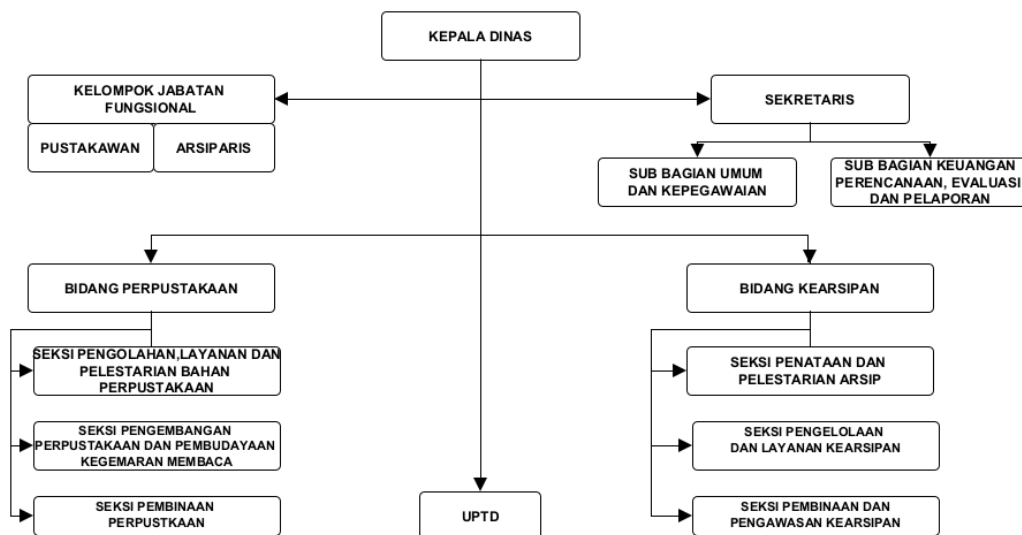 KEPALA DINAS
KELOMPOK JABATAN
FUNGSIONAL
PUSTAKAWAN
ARSIPARIS
SEKRETARIS
SUB BAGIAN UMUM
DAN KEPEGAWAIAN
SUB BAGIAN KEUANGAN
PERENCANAAN, EVALUASI
DAN PELAPORAN
BIDANG PERPUSTAKAAN
SEKSI PENGOLAHAN,LAYANAN DAN
PELESTARIAN BAHAN
PERPUSTAKAAN
SEKSI PENGEMBANGAN
PERPUSTAKAAN DAN PEMBUDAYAAN
KEGEMARAN MEMBACA
SEKSI PEMBINAAN
PERPUSTKAAN
UPTD
BIDANG KEARSIPAN
SEKSI PENATAAN DAN
PELESTARIAN ARSIP
SEKSI PENGELOLAAN
DAN LAYANAN KEARSIPAN
SEKSI PEMBINAAN DAN
PENGAWASAN KEARSIPAN